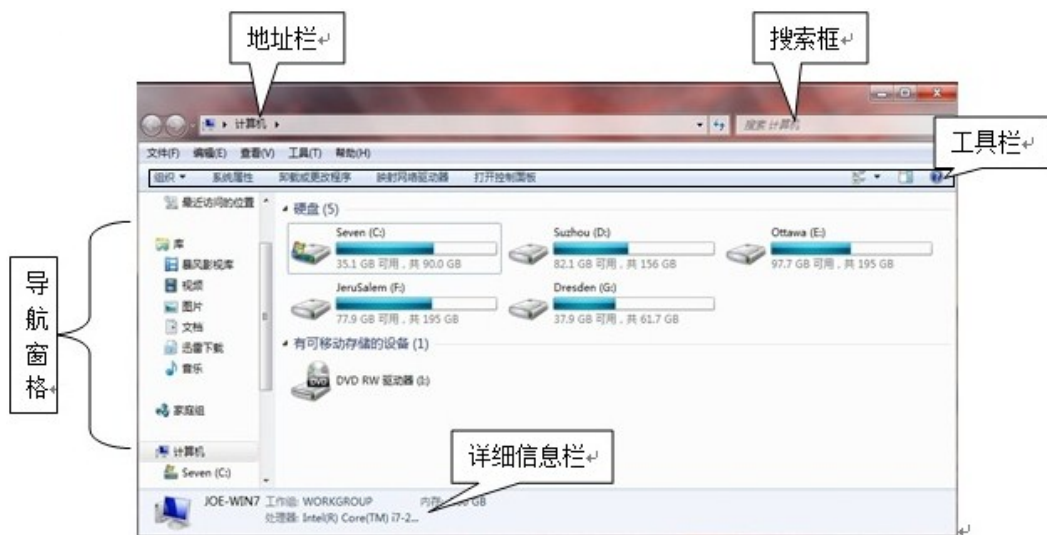 地址栏
搜索框
计算机
搜索 计算机
工具栏
文件(F) 编辑(E) 查看(V) 工具(T) 帮助(H)
组织 系统属性 卸载或更改程序 映射网络驱动器 打开控制面板
导航窗格
最近访问的位置
库
暴风影视库
视频
图片
文档
迅雷下载
音乐
家庭组
计算机
Seven (C:)
硬盘 (5)
Seven (C:)
35.1 GB 可用，共 90.0 GB
Suzhou (D:)
82.1 GB 可用，共 156 GB
Ottawa (E:)
97.7 GB 可用，共 195 GB
JeruSalem (F:)
77.9 GB 可用，共 195 GB
Dresden (G:)
37.9 GB 可用，共 61.7 GB
有可移动存储的设备 (1)
DVD
DVD RW 驱动器 (I:)
详细信息栏
JOE-WIN7 工作组: WORKGROUP 内存: GB
处理器: Intel(R) Core(TM) i7-2...